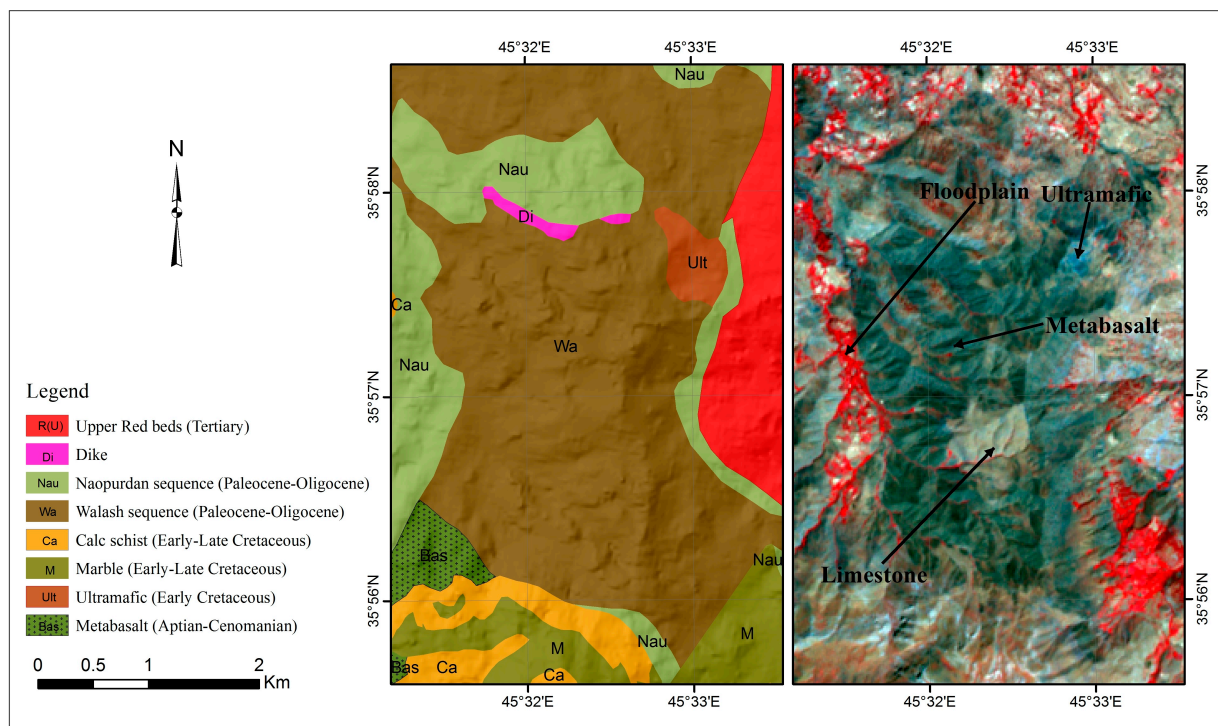 45°32'E
45°33'E
45°32'E
45°33'E
N
Nau
Nau
Di
Ult
Ca
Wa
Nau
Bas
Nau
Nau
M
M
Bas
Ca
Ca
35°58'N
35°57'N
35°56'N
45°32'E
45°33'E
Floodplain
Ultramafic
Metabasalt
Limestone
35°58'N
35°57'N
35°56'N
45°32'E
45°33'E
Legend
R(U) Upper Red beds (Tertiary)
Di Dike
Nau Naopurdan sequence (Paleocene-Oligocene)
Wa Walash sequence (Paleocene-Oligocene)
Ca Calc schist (Early-Late Cretaceous)
M Marble (Early-Late Cretaceous)
Ult Ultramafic (Early Cretaceous)
Bas Metabasalt (Aptian-Cenomanian)
0 0.5 1 2
Km